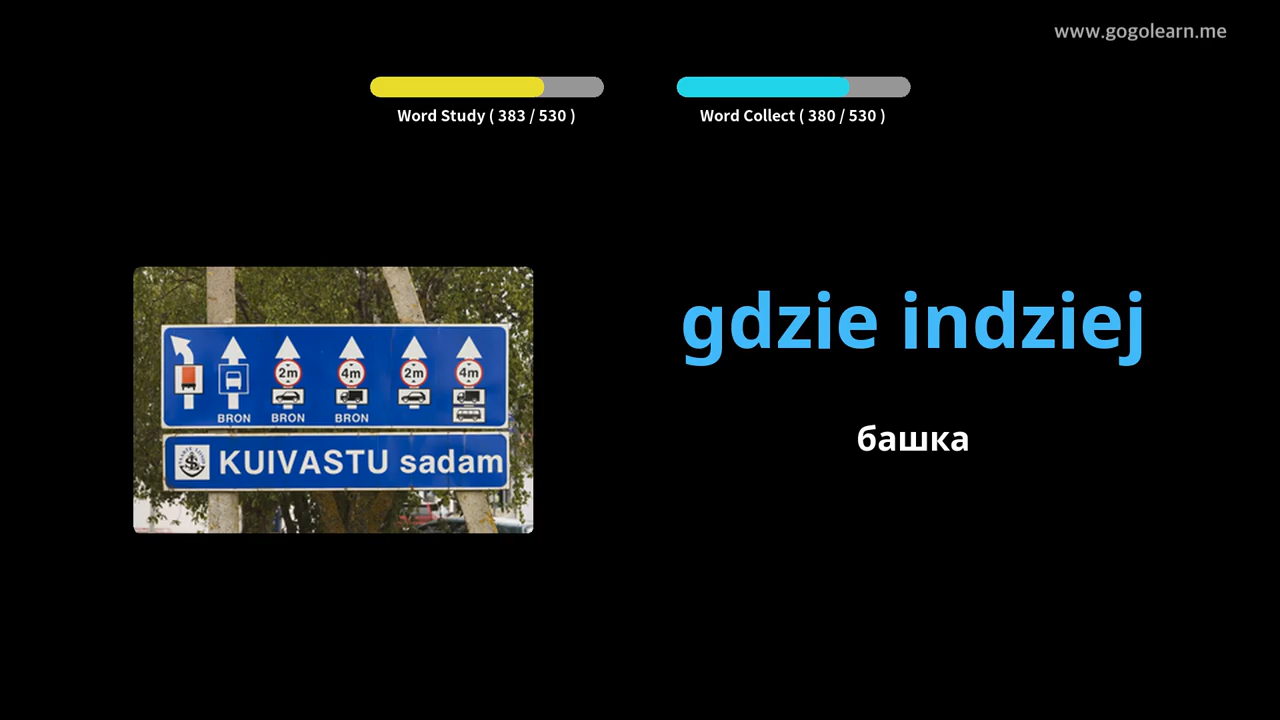 www.gogolearn.me
Word Study ( 383 / 530 )
Word Collect ( 380 / 530 )
gdzie indziej
башка
2m 4m 2m 4m
BRON BRON BRON
KUIVASTU sadam